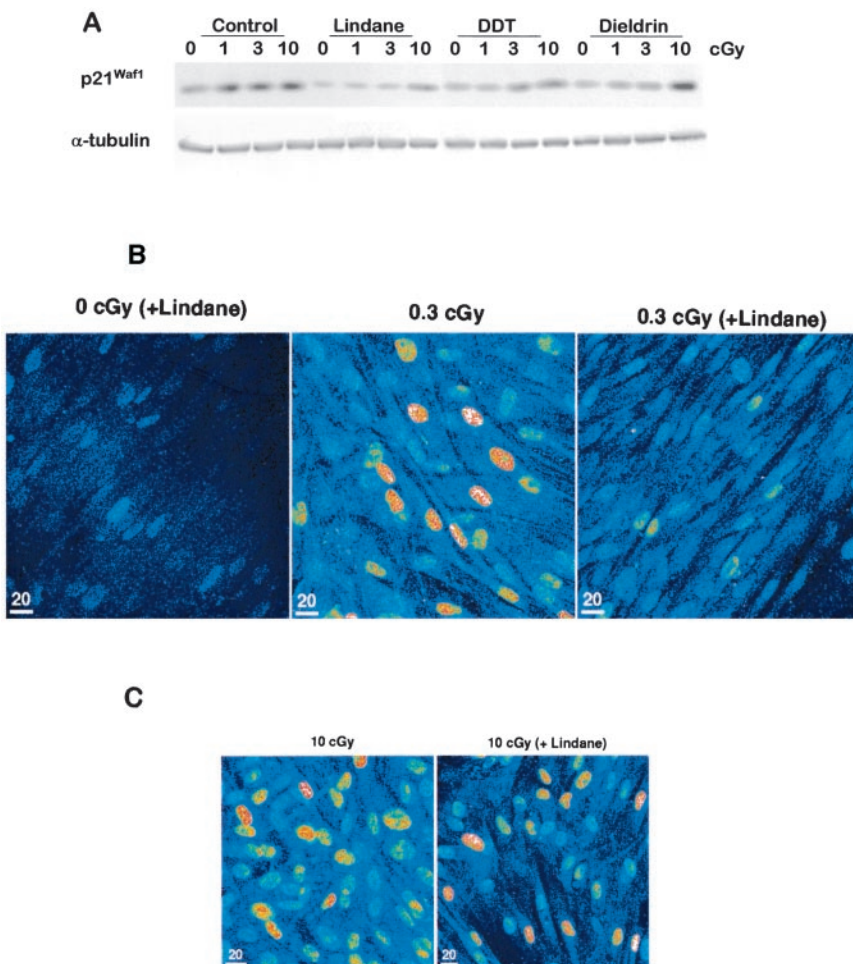 A
Control Lindane DDT Dieldrin
0 1 3 10 0 1 3 10 0 1 3 10 0 1 3 10 cGy
p21Waf1
α-tubulin
B
0 cGy (+Lindane) 0.3 cGy 0.3 cGy (+Lindane)
20 20 20
C
10 cGy 10 cGy (+ Lindane)
20 20